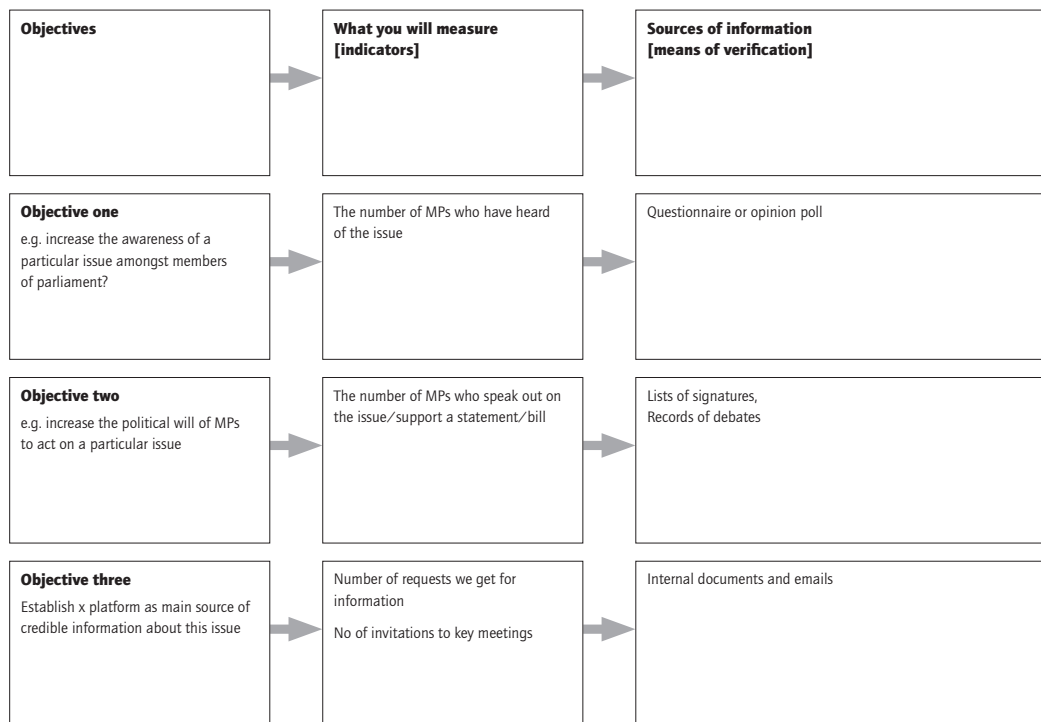 Objectives
What you will measure
[indicators]
Sources of information
[means of verification]
Objective one
e.g. increase the awareness of a
particular issue amongst members
of parliament?
The number of MPs who have heard
of the issue
Questionnaire or opinion poll
Objective two
e.g. increase the political will of MPs
to act on a particular issue
The number of MPs who speak out on
the issue/support a statement/bill
Lists of signatures,
Records of debates
Objective three
Establish x platform as main source of
credible information about this issue
Number of requests we get for
information
No of invitations to key meetings
Internal documents and emails